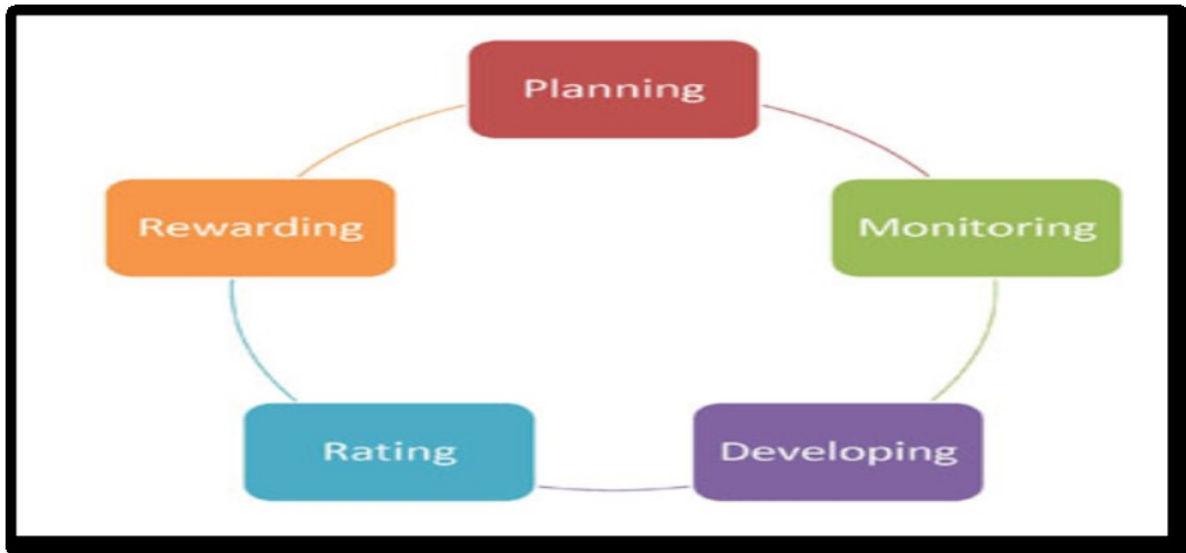 Planning
Monitoring
Developing
Rating
Rewarding